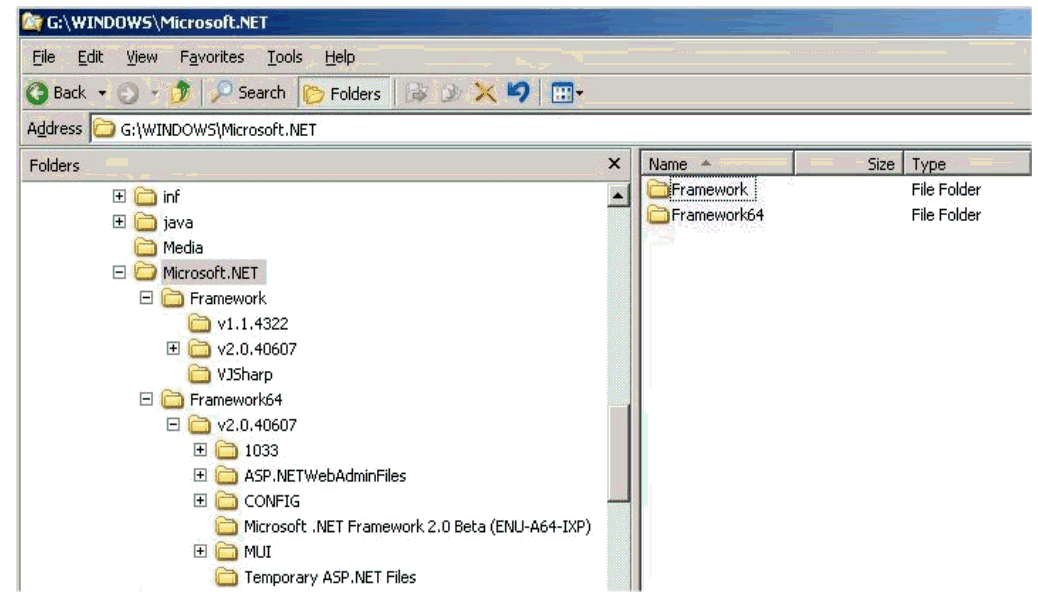 G:\WINDOWS\Microsoft.NET
File Edit View Favorites Tools Help
Back Search Folders
Address G:\WINDOWS\Microsoft.NET
Folders
inf
java
Media
Microsoft.NET
Framework
v1.1.4322
v2.0.40607
VJSharp
Framework64
v2.0.40607
1033
ASP.NETWebAdminFiles
CONFIG
Microsoft .NET Framework 2.0 Beta (ENU-A64-IXP)
MUI
Temporary ASP.NET Files
Name Size Type
Framework File Folder
Framework64 File Folder